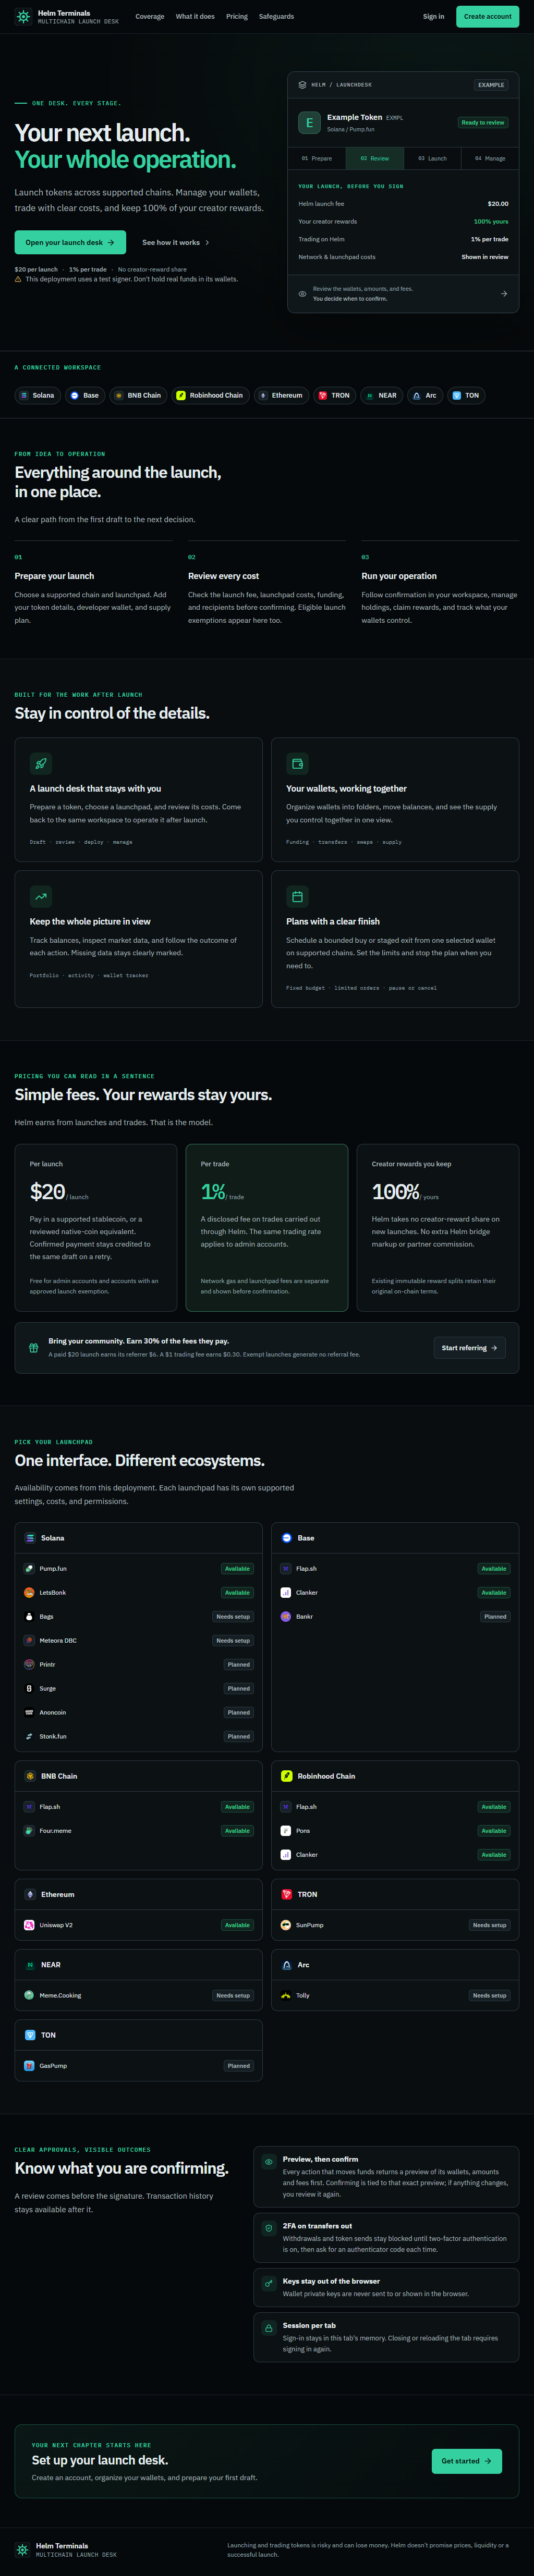 Helm Terminals
MULTICHAIN LAUNCH DESK
Coverage
What it does
Pricing
Safeguards
Sign in
Create account
ONE DESK. EVERY STAGE.
Your next launch.
Your whole operation.
Launch tokens across supported chains. Manage your wallets,
trade with clear costs, and keep 100% of your creator rewards.
Open your launch desk →
See how it works
$20 per launch · 1% per trade · No creator-reward share
This deployment uses a test signer. Don't hold real funds in its wallets.
HELM / LAUNCHDESK
EXAMPLE
E
Example Token EXMPL
Solana / Pump.fun
Ready to review
01 Prepare
02 Review
03 Launch
04 Manage
YOUR LAUNCH, BEFORE YOU SIGN
Helm launch fee
$20.00
Your creator rewards
100% yours
Trading on Helm
1% per trade
Network & launchpad costs
Shown in review
Review the wallets, amounts, and fees.
You decide when to confirm.
A CONNECTED WORKSPACE
Solana
Base
BNB Chain
Robinhood Chain
Ethereum
TRON
NEAR
Arc
TON
FROM IDEA TO OPERATION
Everything around the launch,
in one place.
A clear path from the first draft to the next decision.
01
Prepare your launch
Choose a supported chain and launchpad. Add
your token details, developer wallet, and supply
plan.
02
Review every cost
Check the launch fee, launchpad costs, funding,
and recipients before confirming. Eligible launch
exemptions appear here too.
03
Run your operation
Follow confirmation in your workspace, manage
holdings, claim rewards, and track what your
wallets control.
BUILT FOR THE WORK AFTER LAUNCH
Stay in control of the details.
A launch desk that stays with you
Prepare a token, choose a launchpad, and review its costs. Come
back to the same workspace to operate it after launch.
Draft · review · deploy · manage
Your wallets, working together
Organize wallets into folders, move balances, and see the supply
you control together in one view.
Funding · transfers · swaps · supply
Keep the whole picture in view
Track balances, inspect market data, and follow the outcome of
each action. Missing data stays clearly marked.
Portfolio · activity · wallet tracker
Plans with a clear finish
Schedule a bounded buy or staged exit from one selected wallet
on supported chains. Set the limits and stop the plan when you
need to.
Fixed budget · limited orders · pause or cancel
PRICING YOU CAN READ IN A SENTENCE
Simple fees. Your rewards stay yours.
Helm earns from launches and trades. That is the model.
Per launch
$20 / launch
Pay in a supported stablecoin, or a
reviewed native-coin equivalent.
Confirmed payment stays credited to
the same draft on a retry.
Free for admin accounts and accounts with an
approved launch exemption.
Per trade
1% / trade
A disclosed fee on trades carried out
through Helm. The same trading rate
applies to admin accounts.
Network gas and launchpad fees are separate
and shown before confirmation.
Creator rewards you keep
100% / yours
Helm takes no creator-reward share on
new launches. No extra Helm bridge
markup or partner commission.
Existing immutable reward splits retain their
original on-chain terms.
Bring your community. Earn 30% of the fees they pay.
A paid $20 launch earns its referrer $6. A $1 trading fee earns $0.30. Exempt launches generate no referral fee.
Start referring →
PICK YOUR LAUNCHPAD
One interface. Different ecosystems.
Availability comes from this deployment. Each launchpad has its own supported
settings, costs, and permissions.
Solana
Pump.fun
Available
LetsBonk
Available
Bags
Needs setup
Meteora DBC
Needs setup
Printr
Planned
Surge
Planned
Anoncoin
Planned
Stonk.fun
Planned
Base
Flap.sh
Available
Clanker
Available
Bankr
Planned
BNB Chain
Flap.sh
Available
Four.meme
Available
Robinhood Chain
Flap.sh
Available
Pons
Available
Clanker
Available
Ethereum
Uniswap V2
Available
TRON
SunPump
Needs setup
NEAR
Meme.Cooking
Needs setup
Arc
Tolly
Needs setup
TON
GasPump
Planned
CLEAR APPROVALS, VISIBLE OUTCOMES
Know what you are confirming.
A review comes before the signature. Transaction history
stays available after it.
Preview, then confirm
Every action that moves funds returns a preview of its wallets, amounts
and fees first. Confirming is tied to that exact preview; if anything changes,
you review it again.
2FA on transfers out
Withdrawals and token sends stay blocked until two-factor authentication
is on, then ask for an authenticator code each time.
Keys stay out of the browser
Wallet private keys are never sent to or shown in the browser.
Session per tab
Sign-in stays in this tab's memory. Closing or reloading the tab requires
signing in again.
YOUR NEXT CHAPTER STARTS HERE
Set up your launch desk.
Create an account, organize your wallets, and prepare your first draft.
Get started →
Helm Terminals
MULTICHAIN LAUNCH DESK
Launching and trading tokens is risky and can lose money. Helm doesn't promise prices, liquidity or a
successful launch.